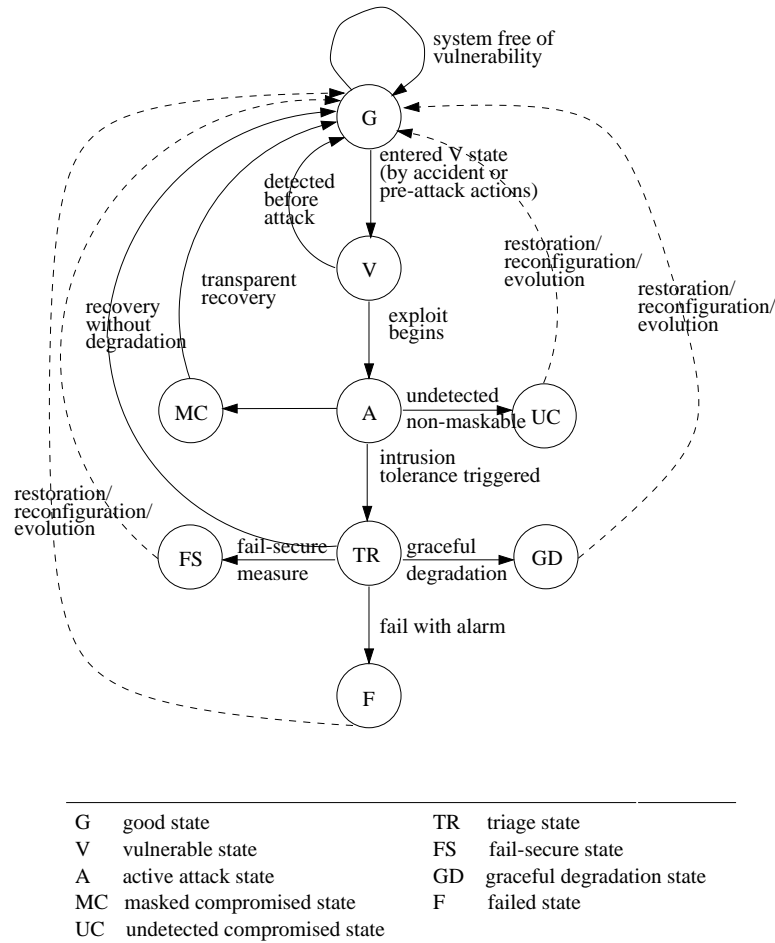 system free of
vulnerability
G
entered V state
(by accident or
pre-attack actions)
detected
before
attack
V
restoration/
reconfiguration/
evolution
restoration/
reconfiguration/
evolution
transparent
recovery
recovery
without
degradation
exploit
begins
MC
A
undetected
non-maskable
UC
intrusion
tolerance triggered
restoration/
reconfiguration/
evolution
FS
fail-secure
measure
TR
graceful
degradation
GD
fail with alarm
F
G good state
V vulnerable state
A active attack state
MC masked compromised state
UC undetected compromised state
TR triage state
FS fail-secure state
GD graceful degradation state
F failed state